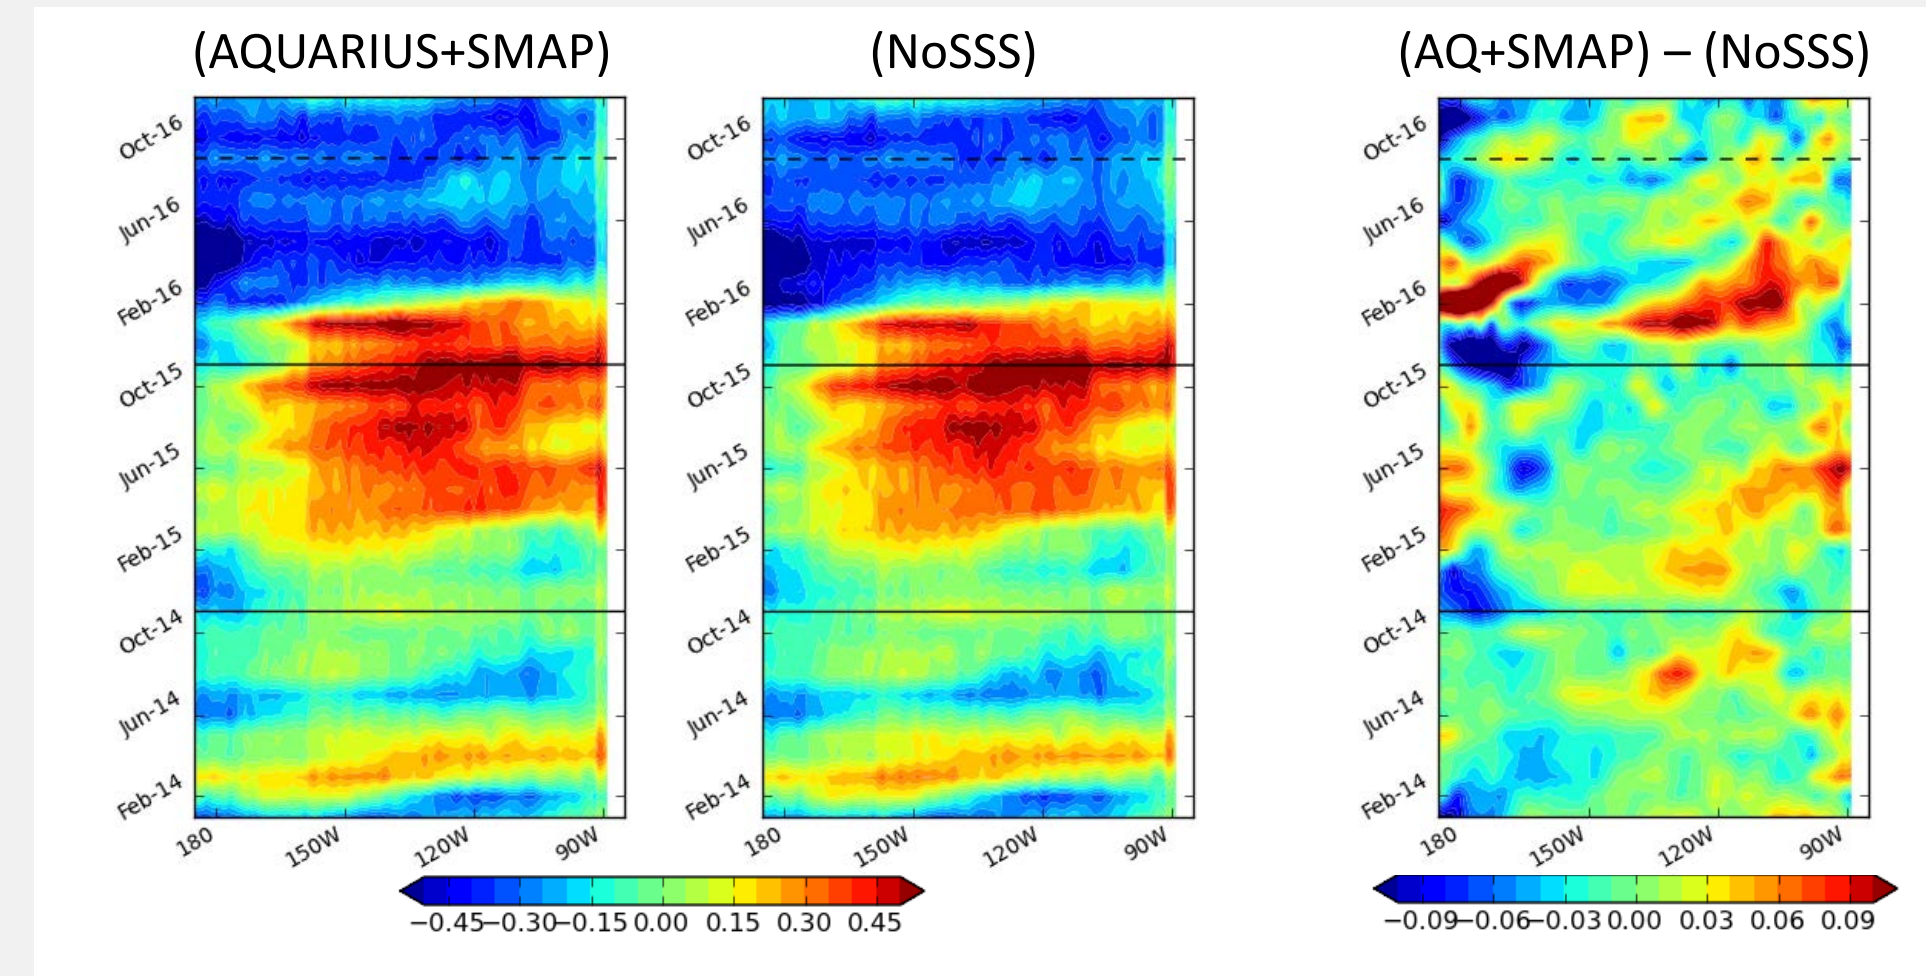 (AQUARIUS+SMAP)
(NoSSS)
(AQ+SMAP) – (NoSSS)
Oct-16
Jun-16
Feb-16
Oct-15
Jun-15
Feb-15
Oct-14
Jun-14
Feb-14
180
150W
120W
90W
Oct-16
Jun-16
Feb-16
Oct-15
Jun-15
Feb-15
Oct-14
Jun-14
Feb-14
180
150W
120W
90W
Oct-16
Jun-16
Feb-16
Oct-15
Jun-15
Feb-15
Oct-14
Jun-14
Feb-14
180
150W
120W
90W
−0.45−0.30−0.15 0.00 0.15 0.30 0.45
−0.09−0.06−0.03 0.00 0.03 0.06 0.09